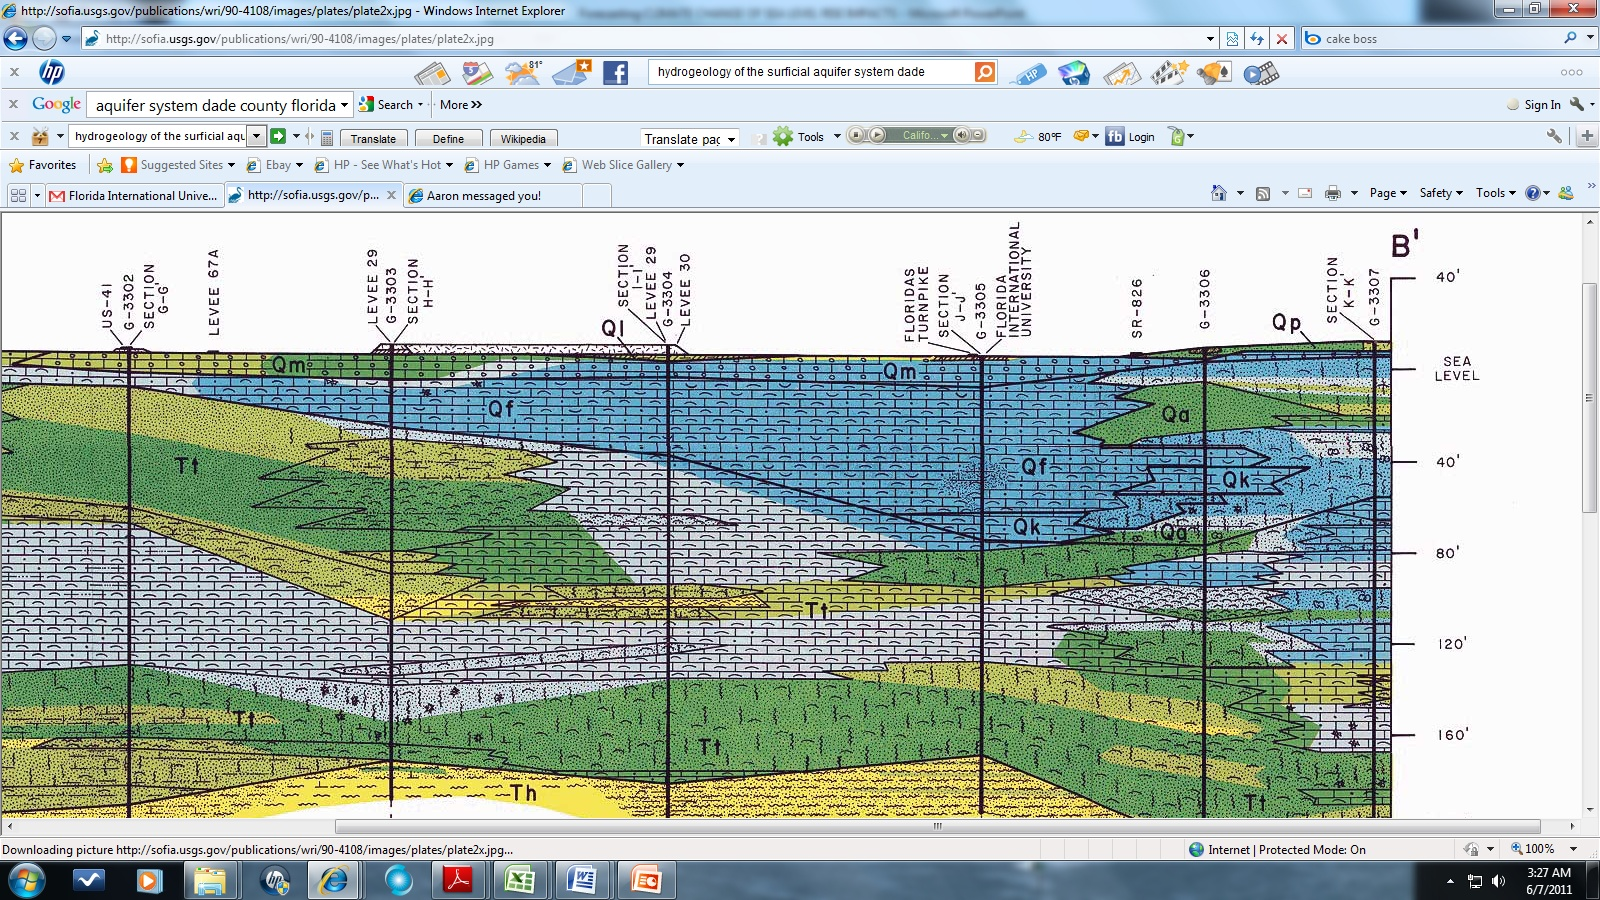 http://sofia.usgs.gov/publications/wri/90-4108/images/plates/plate2x.jpg - Windows Internet Explorer
http://sofia.usgs.gov/publications/wri/90-4108/images/plates/plate2x.jpg
cake boss
hp
81°
hydrogeology of the surficial aquifer system dade
x Google aquifer system dade county florida Search More »
Sign In
hydrogeology of the surficial aqu
Translate Define Wikipedia
Translate pag
Tools
Califo...
80°F
fb Login
Favorites Suggested Sites Ebay HP - See What's Hot HP Games Web Slice Gallery
Florida International Unive...
http://sofia.usgs.gov/p... x
Aaron messaged you!
Page Safety Tools
B'
US-41
G-3302
SECTION G-G'
LEVEE 67A
LEVEE 29
G-3303
SECTION H-H'
SECTION I-I'
LEVEE 29
G-3304
LEVEE 30
FLORIDAS TURNPIKE
SECTION J-J'
G-3305
FLORIDA INTERNATIONAL UNIVERSITY
SR-826
G-3306
SECTION K-K'
G-3307
40'
SEA LEVEL
40'
80'
120'
160'
Ql
Qp
Qm
Qm
Qf
Qa
Tt
Qf
Qk
Qk
Qa
Tt
Tt
Tt
Th
Tt
Downloading picture http://sofia.usgs.gov/publications/wri/90-4108/images/plates/plate2x.jpg...
Internet | Protected Mode: On
100%
3:27 AM
6/7/2011